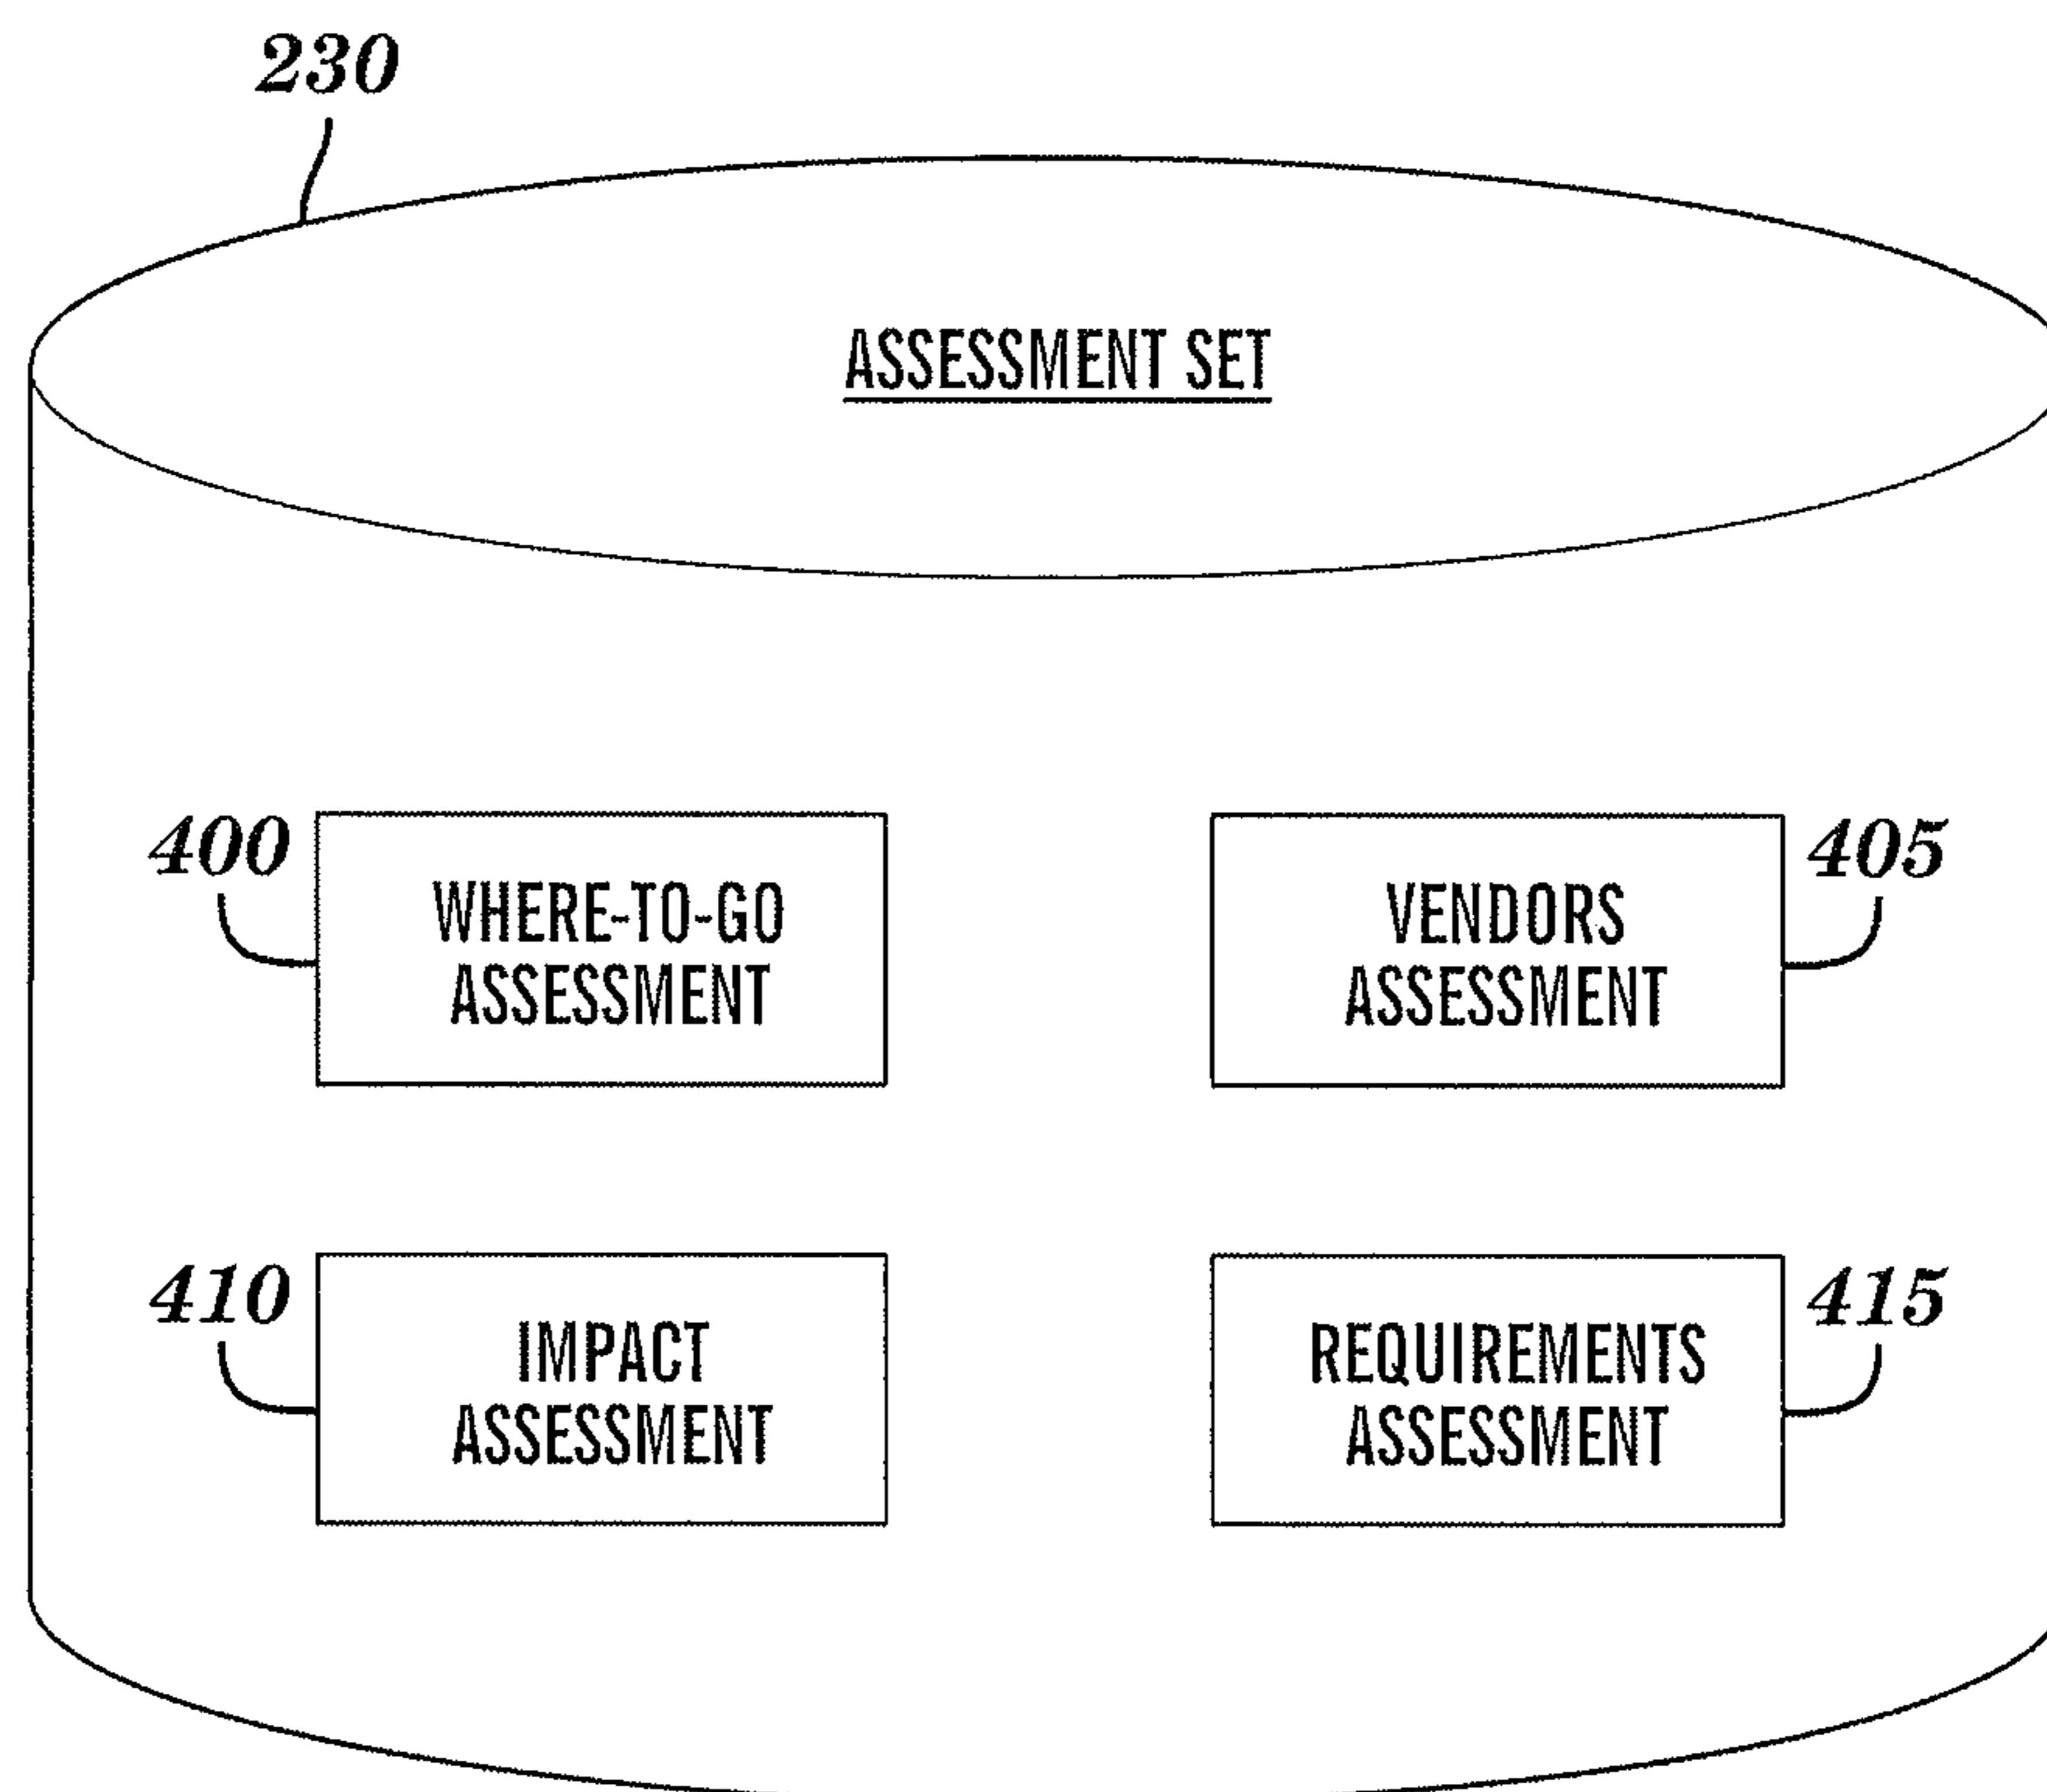 230
ASSESSMENT SET
400
WHERE-TO-GO
ASSESSMENT
VENDORS
ASSESSMENT
405
410
IMPACT
ASSESSMENT
REQUIREMENTS
ASSESSMENT
415